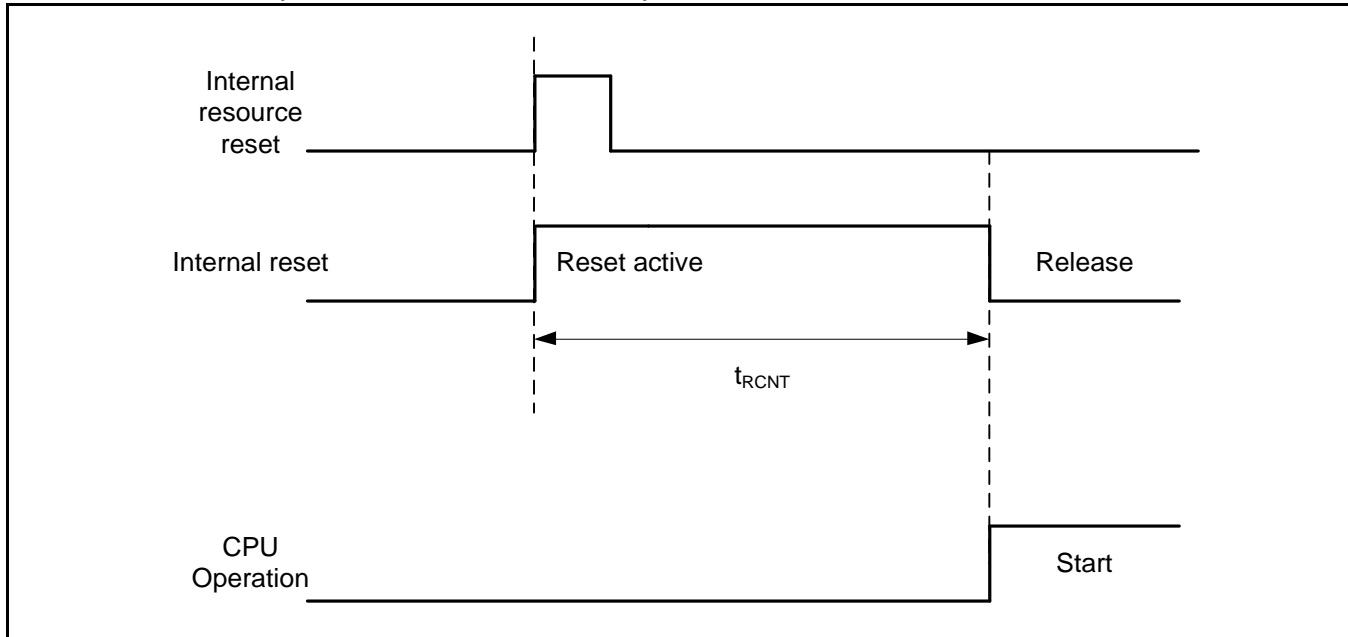 Internal
resource
reset
Internal reset
Reset active
Release
tRCNT
CPU
Operation
Start